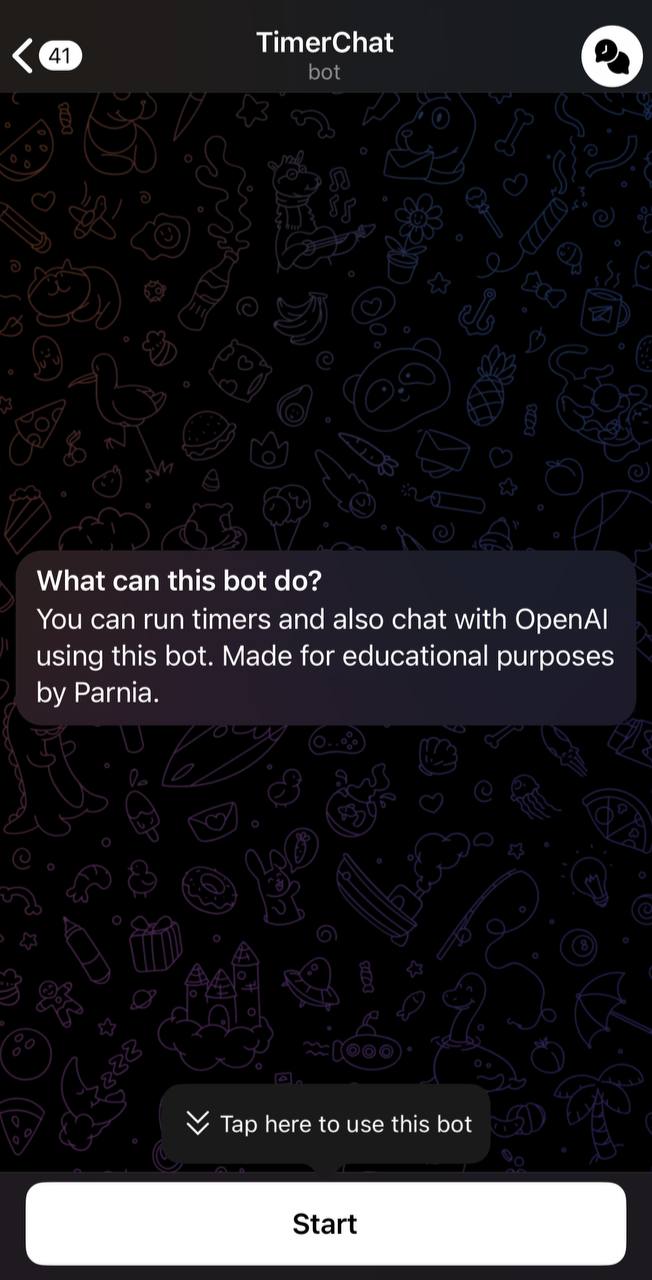 41
TimerChat
bot
What can this bot do?
You can run timers and also chat with OpenAI
using this bot. Made for educational purposes
by Parnia.
Tap here to use this bot
Start